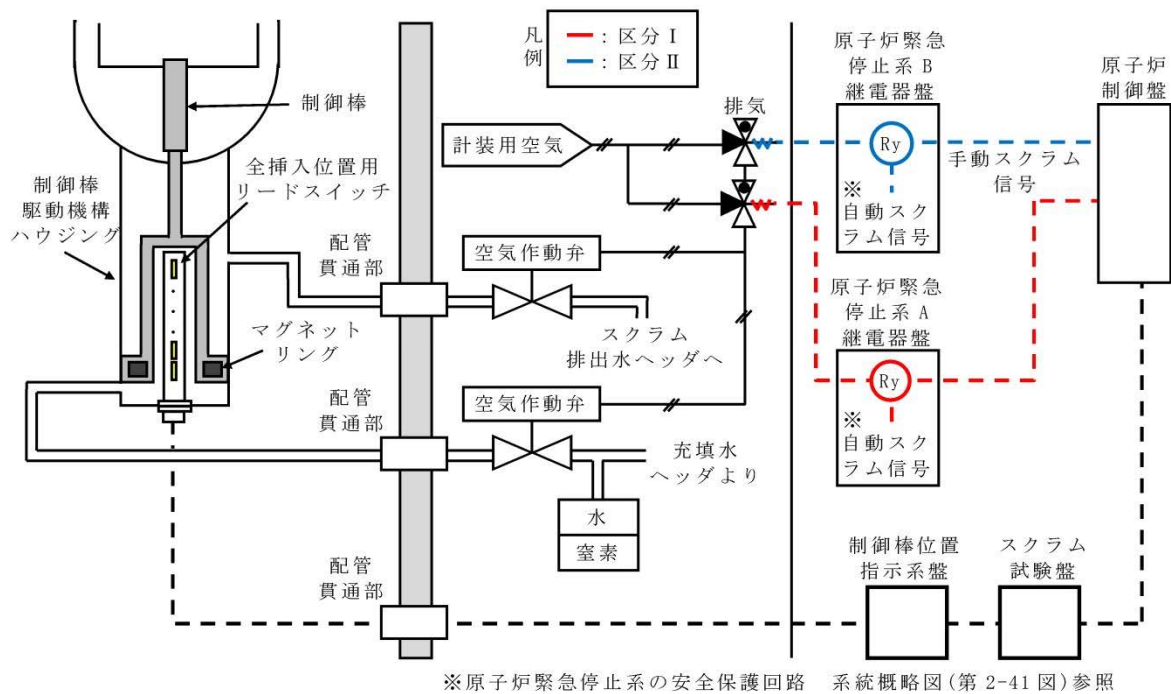 凡例
：区分Ⅰ
：区分Ⅱ
制御棒
全挿入位置用
リードスイッチ
制御棒
駆動機構
ハウジング
マグネット
リング
配管
貫通部
配管
貫通部
配管
貫通部
計装用空気
排気
空気作動弁
スクラム
排出水ヘッダへ
空気作動弁
充填水
ヘッダより
水
窒素
原子炉緊急
停止系B
継電器盤
Ry
※
自動スク
ラム信号
手動スクラム
信号
原子炉
制御盤
原子炉緊急
停止系A
継電器盤
Ry
※
自動スク
ラム信号
制御棒位置
指示系盤
スクラム
試験盤
※原子炉緊急停止系の安全保護回路　系統概略図(第2-41図)参照